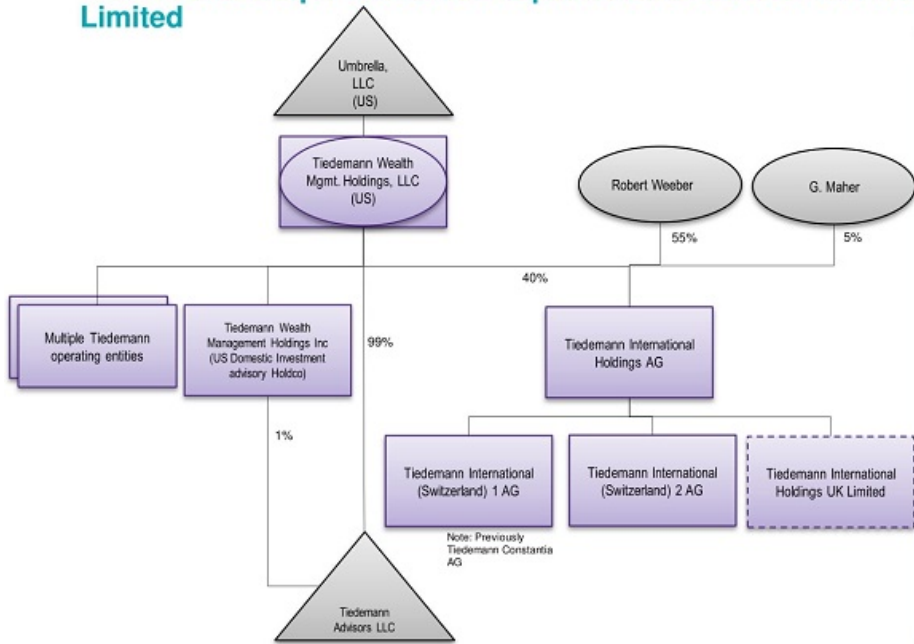 Limited
Umbrella,
LLC
(US)
Tiedemann Wealth
Mgmt. Holdings, LLC
(US)
Robert Weeber
G. Maher
55%
5%
40%
Multiple Tiedemann
operating entities
Tiedemann Wealth
Management Holdings Inc
(US Domestic Investment
advisory Holdco)
99%
Tiedemann International
Holdings AG
1%
Tiedemann International
(Switzerland) 1 AG
Tiedemann International
(Switzerland) 2 AG
Tiedemann International
Holdings UK Limited
Note: Previously
Tiedemann Constantia
AG
Tiedemann
Advisors LLC